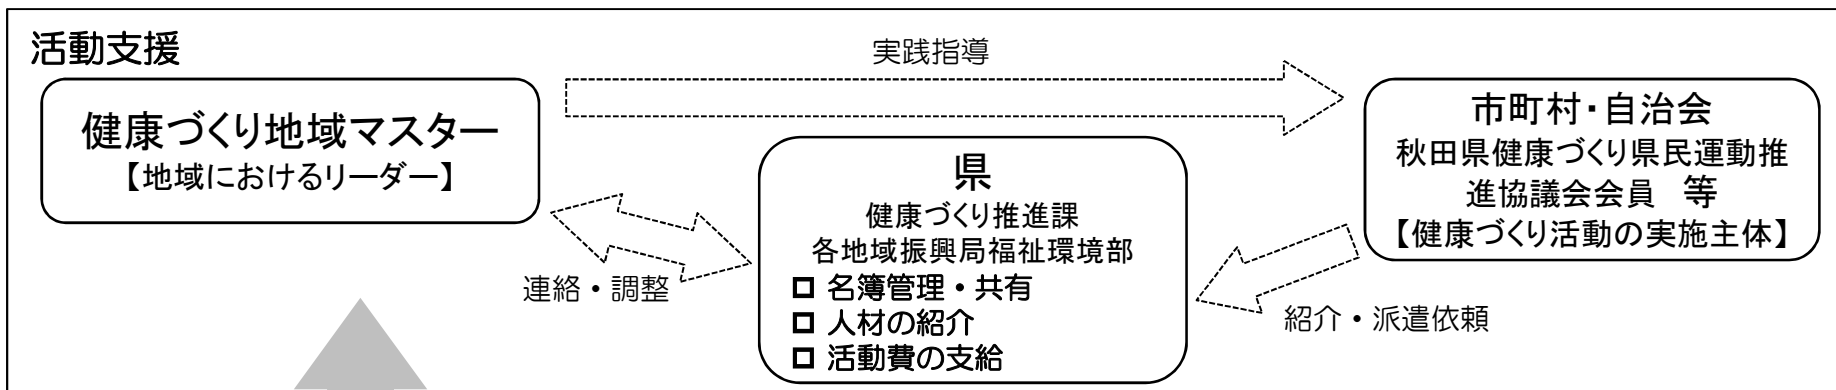 活動支援
実践指導
健康づくり地域マスター
【地域におけるリーダー】
市町村・自治会
秋田県健康づくり県民運動推
進協議会会員　等
【健康づくり活動の実施主体】
県
健康づくり推進課
各地域振興局福祉環境部
□ 名簿管理・共有
□ 人材の紹介
□ 活動費の支給
連絡・調整
紹介・派遣依頼